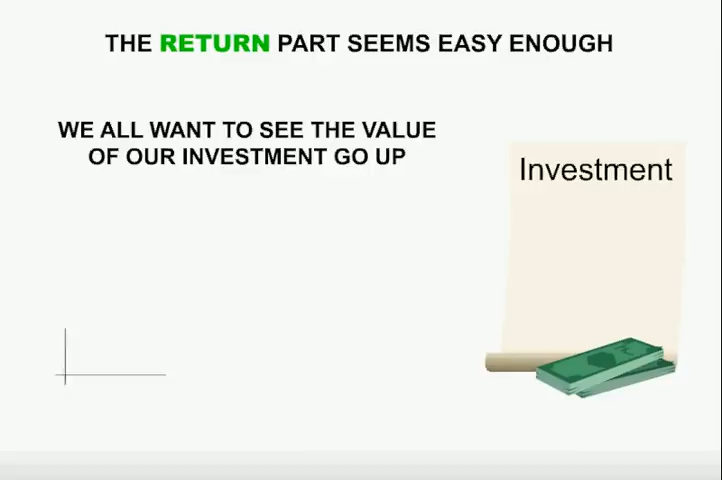 THE RETURN PART SEEMS EASY ENOUGH
WE ALL WANT TO SEE THE VALUE
OF OUR INVESTMENT GO UP
Investment